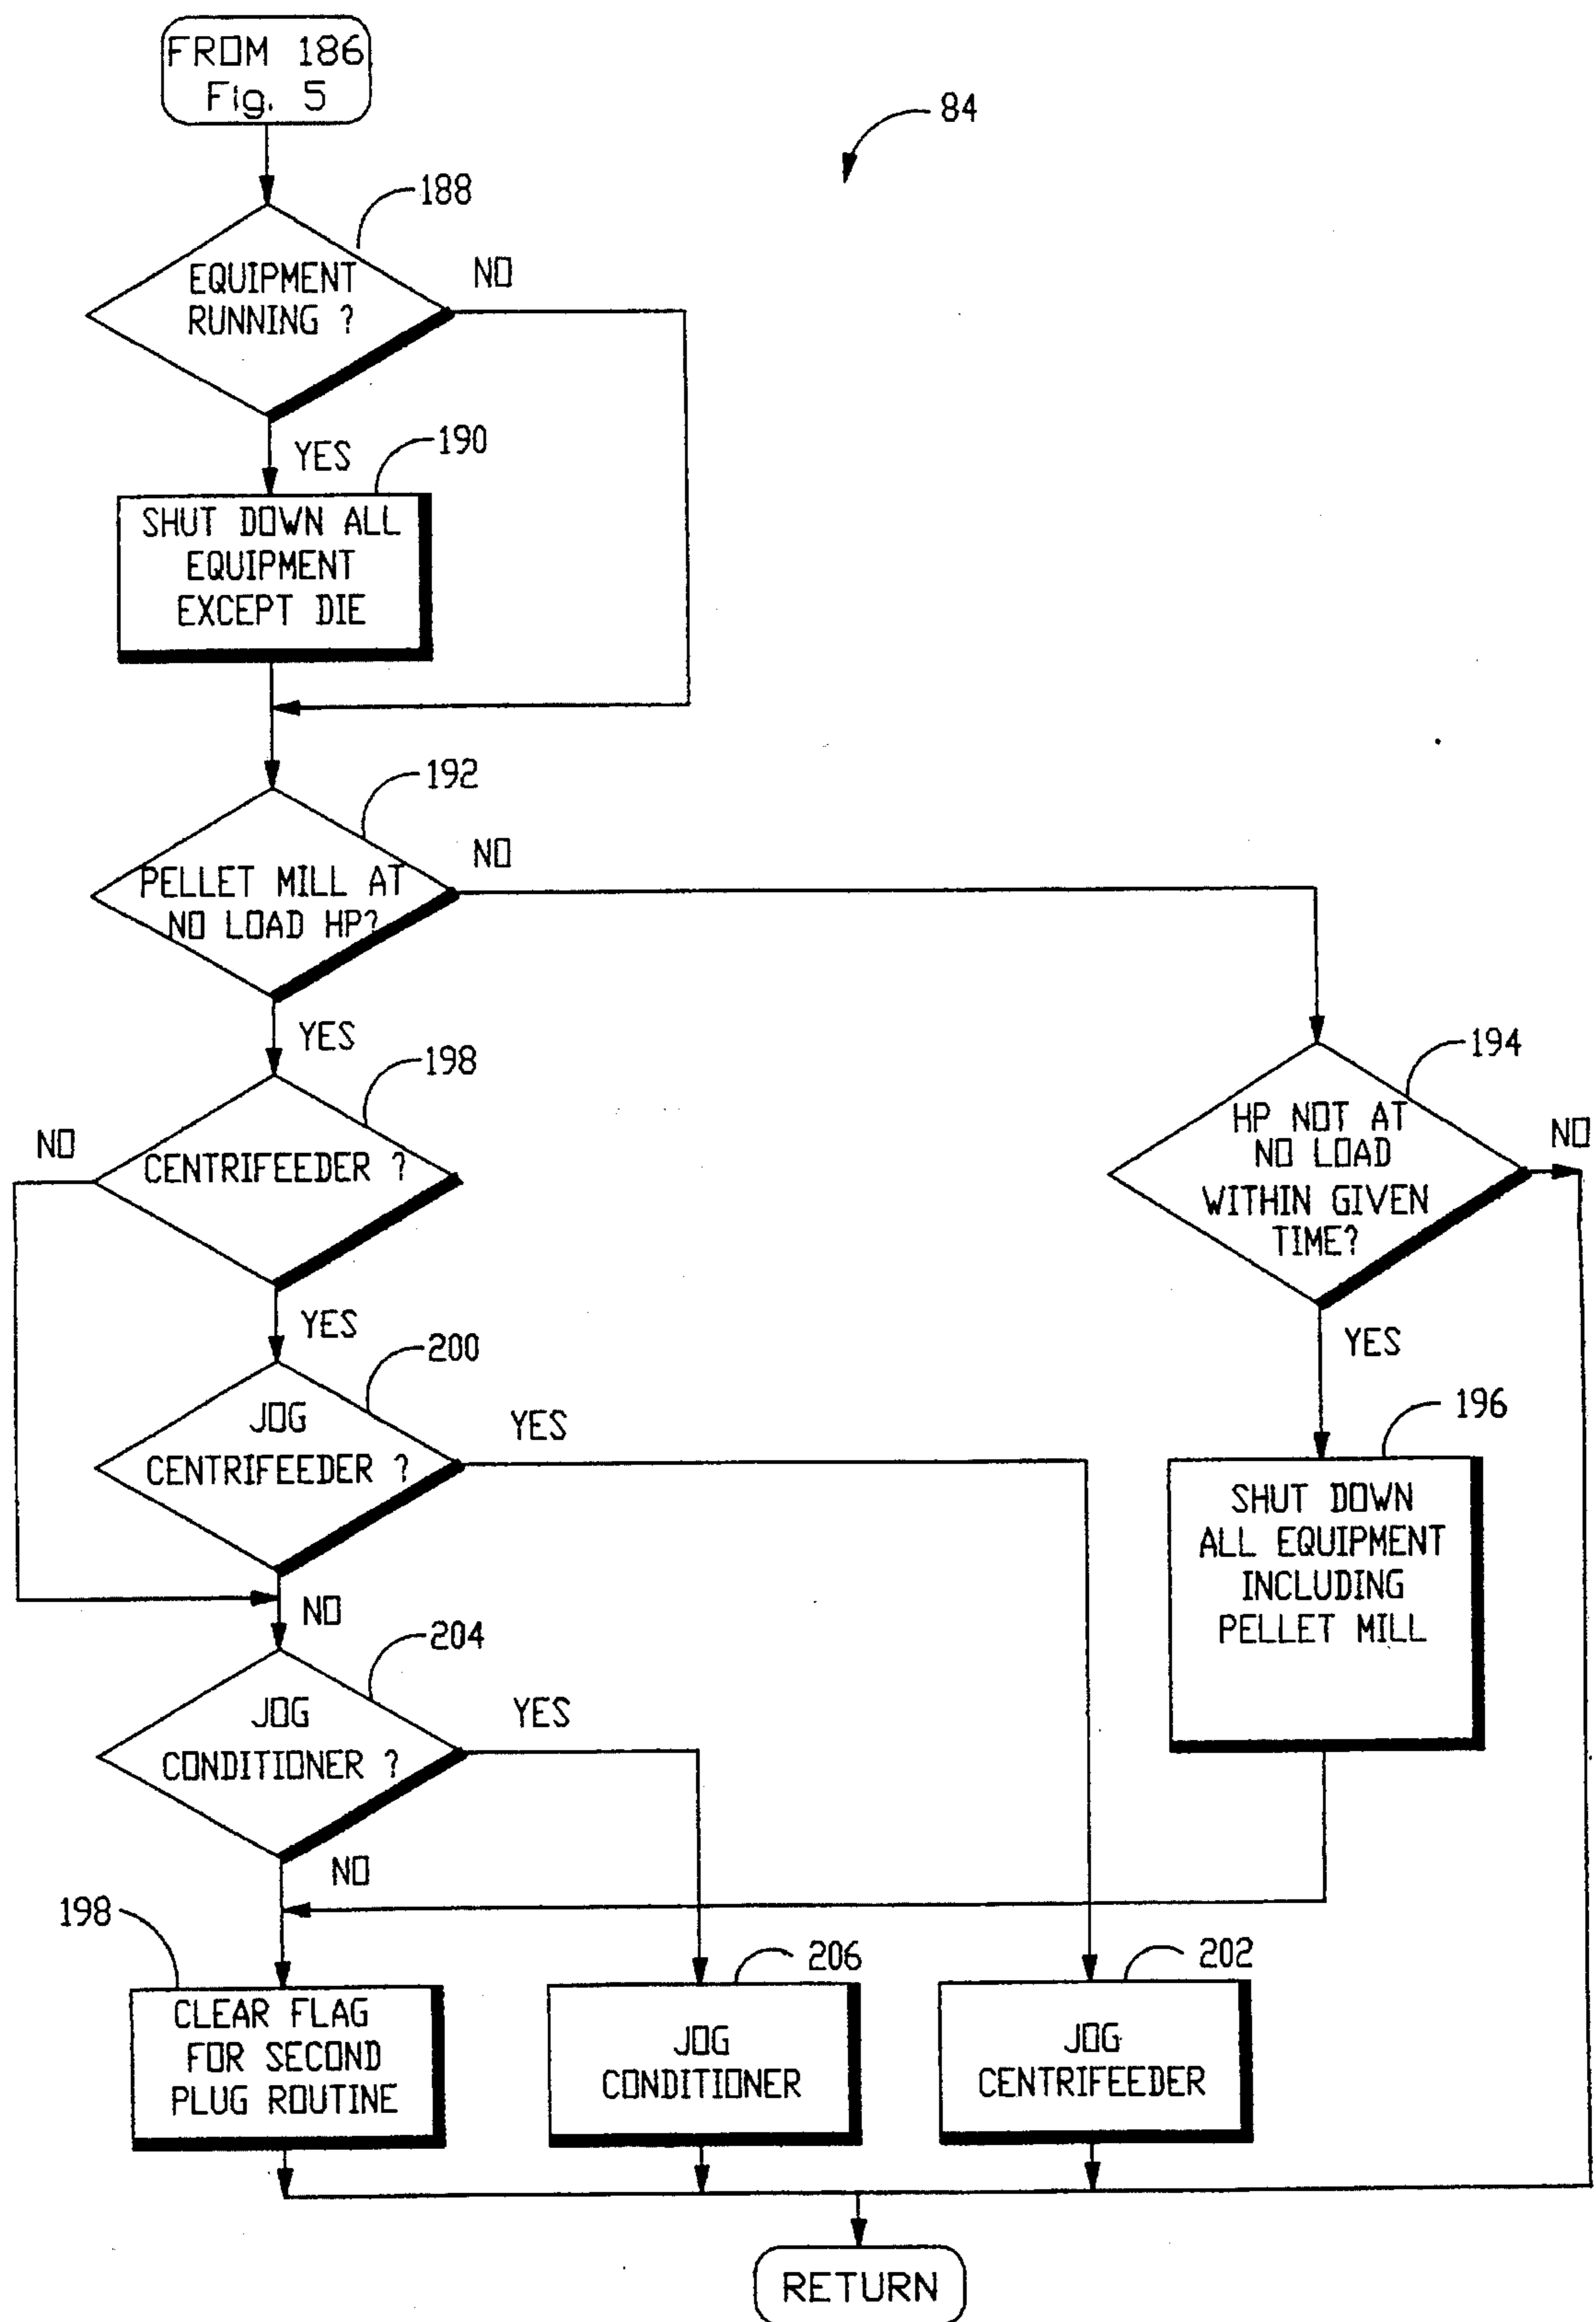 FROM 186
Fig. 5
84
188
EQUIPMENT
RUNNING ?
NO
YES
190
SHUT DOWN ALL
EQUIPMENT
EXCEPT DIE
192
PELLET MILL AT
NO LOAD HP?
NO
YES
198
CENTRIFEEDER ?
NO
YES
194
HP NOT AT
NO LOAD
WITHIN GIVEN
TIME?
NO
YES
200
JOG
CENTRIFEEDER ?
YES
NO
196
SHUT DOWN
ALL EQUIPMENT
INCLUDING
PELLET MILL
204
JOG
CONDITIONER ?
YES
NO
198
CLEAR FLAG
FOR SECOND
PLUG ROUTINE
206
JOG
CONDITIONER
202
JOG
CENTRIFEEDER
RETURN